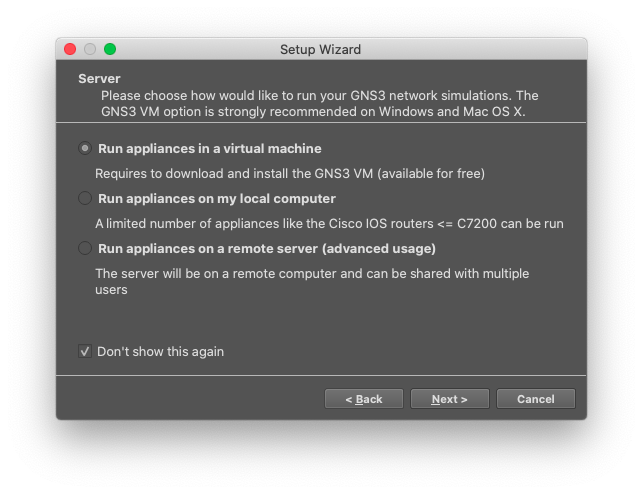 Setup Wizard
Server
Please choose how would like to run your GNS3 network simulations. The
GNS3 VM option is strongly recommended on Windows and Mac OS X.
Run appliances in a virtual machine
Requires to download and install the GNS3 VM (available for free)
Run appliances on my local computer
A limited number of appliances like the Cisco IOS routers <= C7200 can be run
Run appliances on a remote server (advanced usage)
The server will be on a remote computer and can be shared with multiple
users
Don't show this again
< Back Next > Cancel